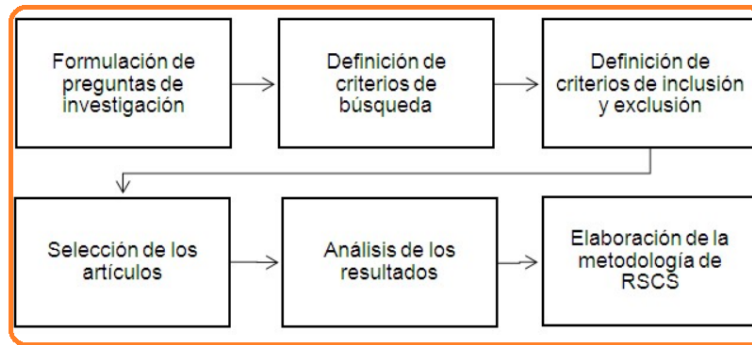 Formulación de
preguntas de
investigación
Definición de
criterios de
búsqueda
Definición de
criterios de inclusión
y exclusión
Selección de los
artículos
Análisis de los
resultados
Elaboración de la
metodología de
RSCS